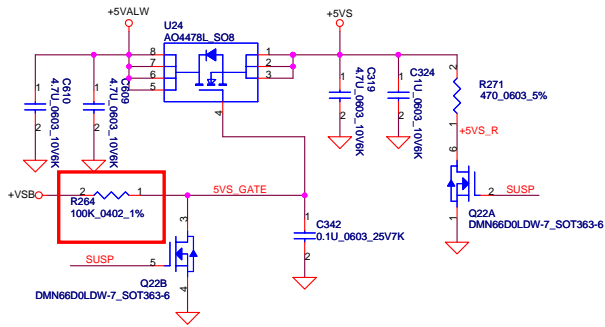 +5VALW
+5VS
U24
AO4478L_SO8
8
7
6
5
1
2
3
4
1
2
C610
4.7U_0603_10V6K
1
2
C609
4.7U_0603_10V6K
1
2
C319
4.7U_0603_10V6K
1
2
C324
1U_0603_10V6K
2
1
R271
470_0603_5%
+5VS_R
+VSB
2
1
R264
100K_0402_1%
5VS_GATE
1
2
C342
0.1U_0603_25V7K
3
5
4
SUSP
Q22B
DMN66D0LDW-7_SOT363-6
6
2
1
SUSP
Q22A
DMN66D0LDW-7_SOT363-6